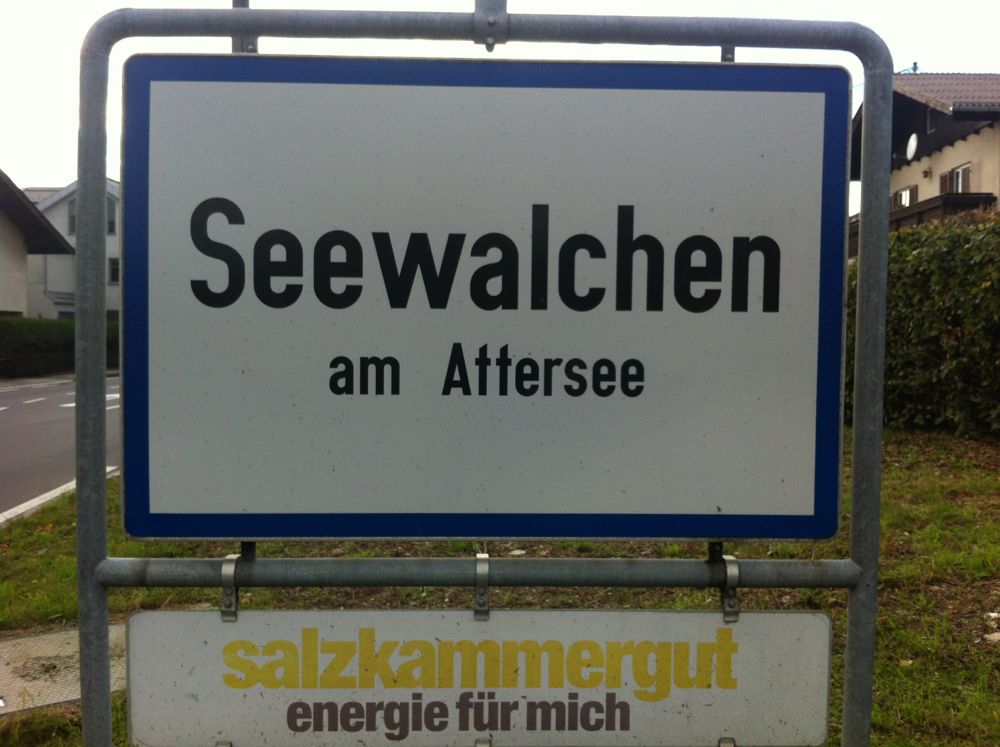 Seewalchen
am Attersee
salzkammergut
energie für mich